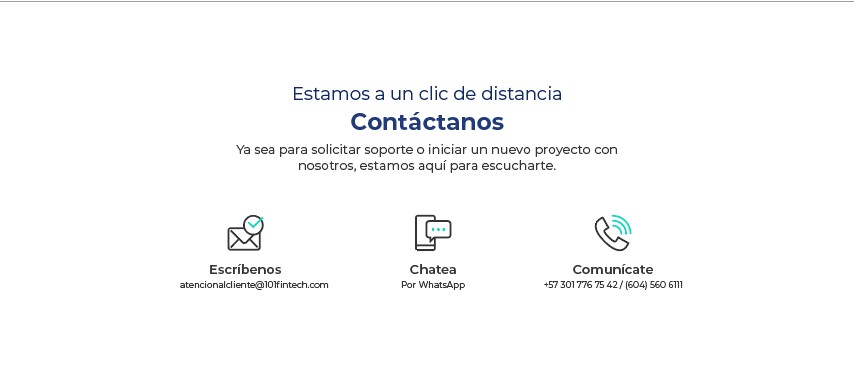 Estamos a un clic de distancia
Contáctanos
Ya sea para solicitar soporte o iniciar un nuevo proyecto con
nosotros, estamos aquí para escucharte.
Escríbenos
atencionalcliente@101fintech.com
Chatea
Por WhatsApp
Comunícate
+57 301 776 75 42 / (604) 560 6111